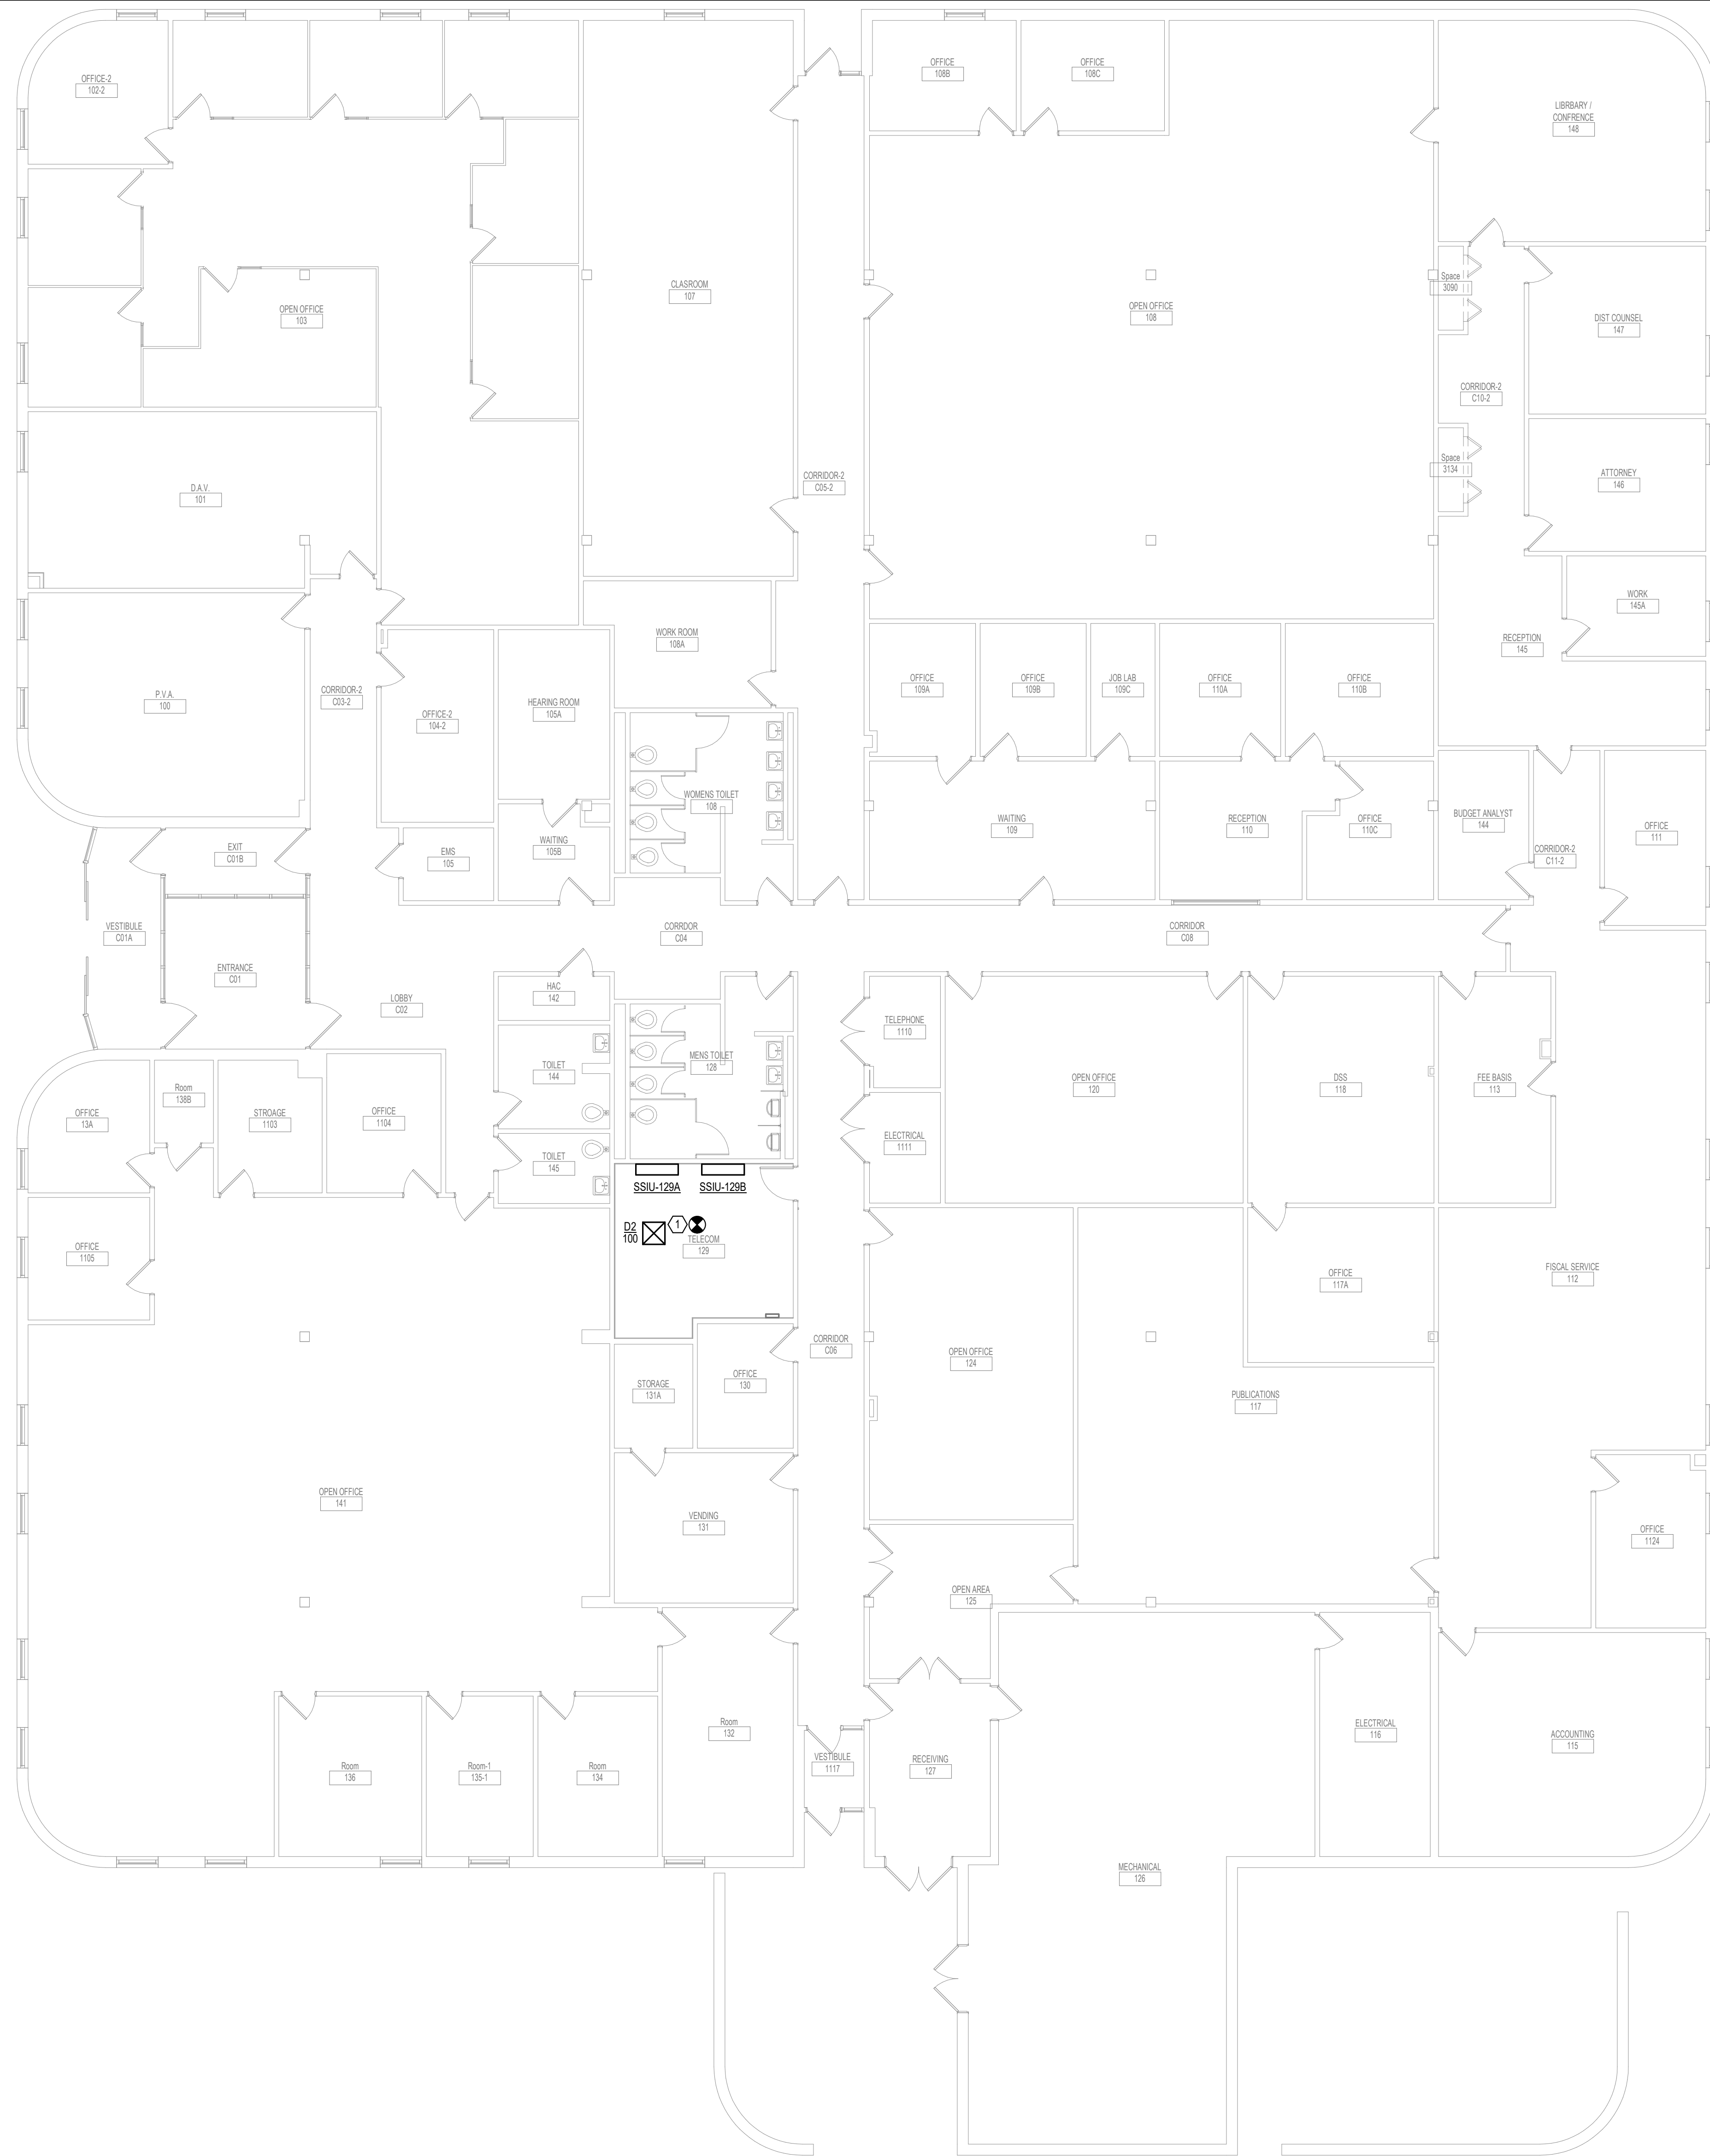 OFFICE-2
102-2
OFFICE
108B
OFFICE
108C
LIBRBARY /
CONFRENCE
148
CLASROOM
107
OPEN OFFICE
103
OPEN OFFICE
108
Space
3090
DIST COUNSEL
147
CORRIDOR-2
C10-2
D.A.V.
101
CORRIDOR-2
C05-2
Space
3134
ATTORNEY
146
WORK
145A
WORK ROOM
108A
RECEPTION
145
P.V.A.
100
CORRIDOR-2
C03-2
OFFICE-2
104-2
HEARING ROOM
105A
OFFICE
109A
OFFICE
109B
JOB LAB
109C
OFFICE
110A
OFFICE
110B
WOMENS TOILET
108
WAITING
109
RECEPTION
110
OFFICE
110C
BUDGET ANALYST
144
OFFICE
111
EXIT
C01B
EMS
105
WAITING
105B
CORRIDOR-2
C11-2
VESTIBULE
C01A
CORRDOR
C04
CORRIDOR
C08
ENTRANCE
C01
LOBBY
C02
HAC
142
TELEPHONE
1110
TOILET
144
MENS TOILET
128
OPEN OFFICE
120
DSS
118
FEE BASIS
113
Room
138B
OFFICE
13A
STROAGE
1103
OFFICE
1104
ELECTRICAL
1111
TOILET
145
SSIU-129A
SSIU-129B
D2
100
1
TELECOM
129
OFFICE
1105
OFFICE
117A
FISCAL SERVICE
112
CORRIDOR
C06
OPEN OFFICE
124
STORAGE
131A
OFFICE
130
PUBLICATIONS
117
OPEN OFFICE
141
VENDING
131
OFFICE
1124
OPEN AREA
125
Room
132
ELECTRICAL
116
ACCOUNTING
115
VESTIBULE
1117
RECEIVING
127
Room
136
Room-1
135-1
Room
134
MECHANICAL
126